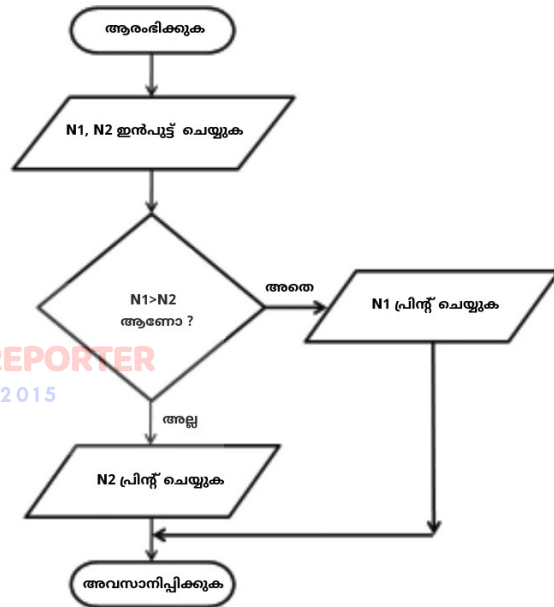 ആരംഭിക്കുക
N1, N2 ഇൻപുട്ട് ചെയ്യുക
N1>N2
ആണോ ?
അതെ
N1 പ്രിന്റ് ചെയ്യുക
REPORTER
2015
അല്ല
N2 പ്രിന്റ് ചെയ്യുക
അവസാനിപ്പിക്കുക